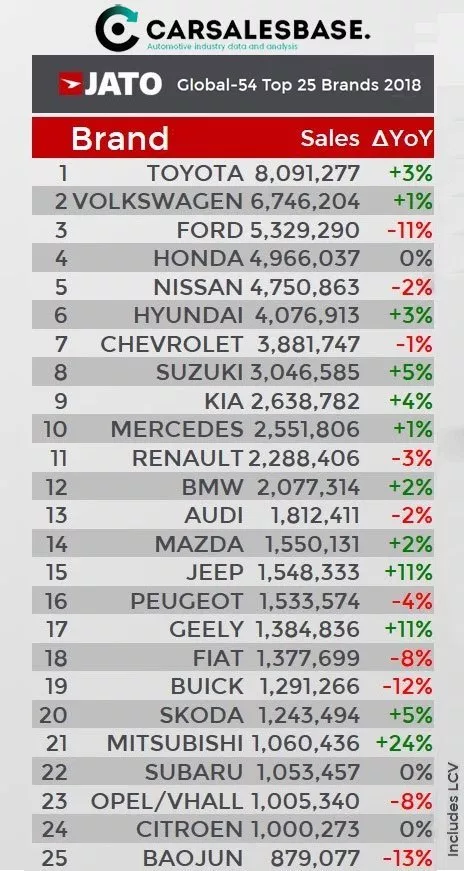 CARSALESBASE.
Automotive industry data and analysis
JATO Global-54 Top 25 Brands 2018
Brand Sales ΔYoY
1 TOYOTA 8,091,277 +3%
2 VOLKSWAGEN 6,746,204 +1%
3 FORD 5,329,290 -11%
4 HONDA 4,966,037 0%
5 NISSAN 4,750,863 -2%
6 HYUNDAI 4,076,913 +3%
7 CHEVROLET 3,881,747 -1%
8 SUZUKI 3,046,585 +5%
9 KIA 2,638,782 +4%
10 MERCEDES 2,551,806 +1%
11 RENAULT 2,288,406 -3%
12 BMW 2,077,314 +2%
13 AUDI 1,812,411 -2%
14 MAZDA 1,550,131 +2%
15 JEEP 1,548,333 +11%
16 PEUGEOT 1,533,574 -4%
17 GEELY 1,384,836 +11%
18 FIAT 1,377,699 -8%
19 BUICK 1,291,266 -12%
20 SKODA 1,243,494 +5%
21 MITSUBISHI 1,060,436 +24%
22 SUBARU 1,053,457 0%
23 OPEL/VHALL 1,005,340 -8%
24 CITROEN 1,000,273 0%
25 BAOJUN 879,077 -13%
Includes LCV